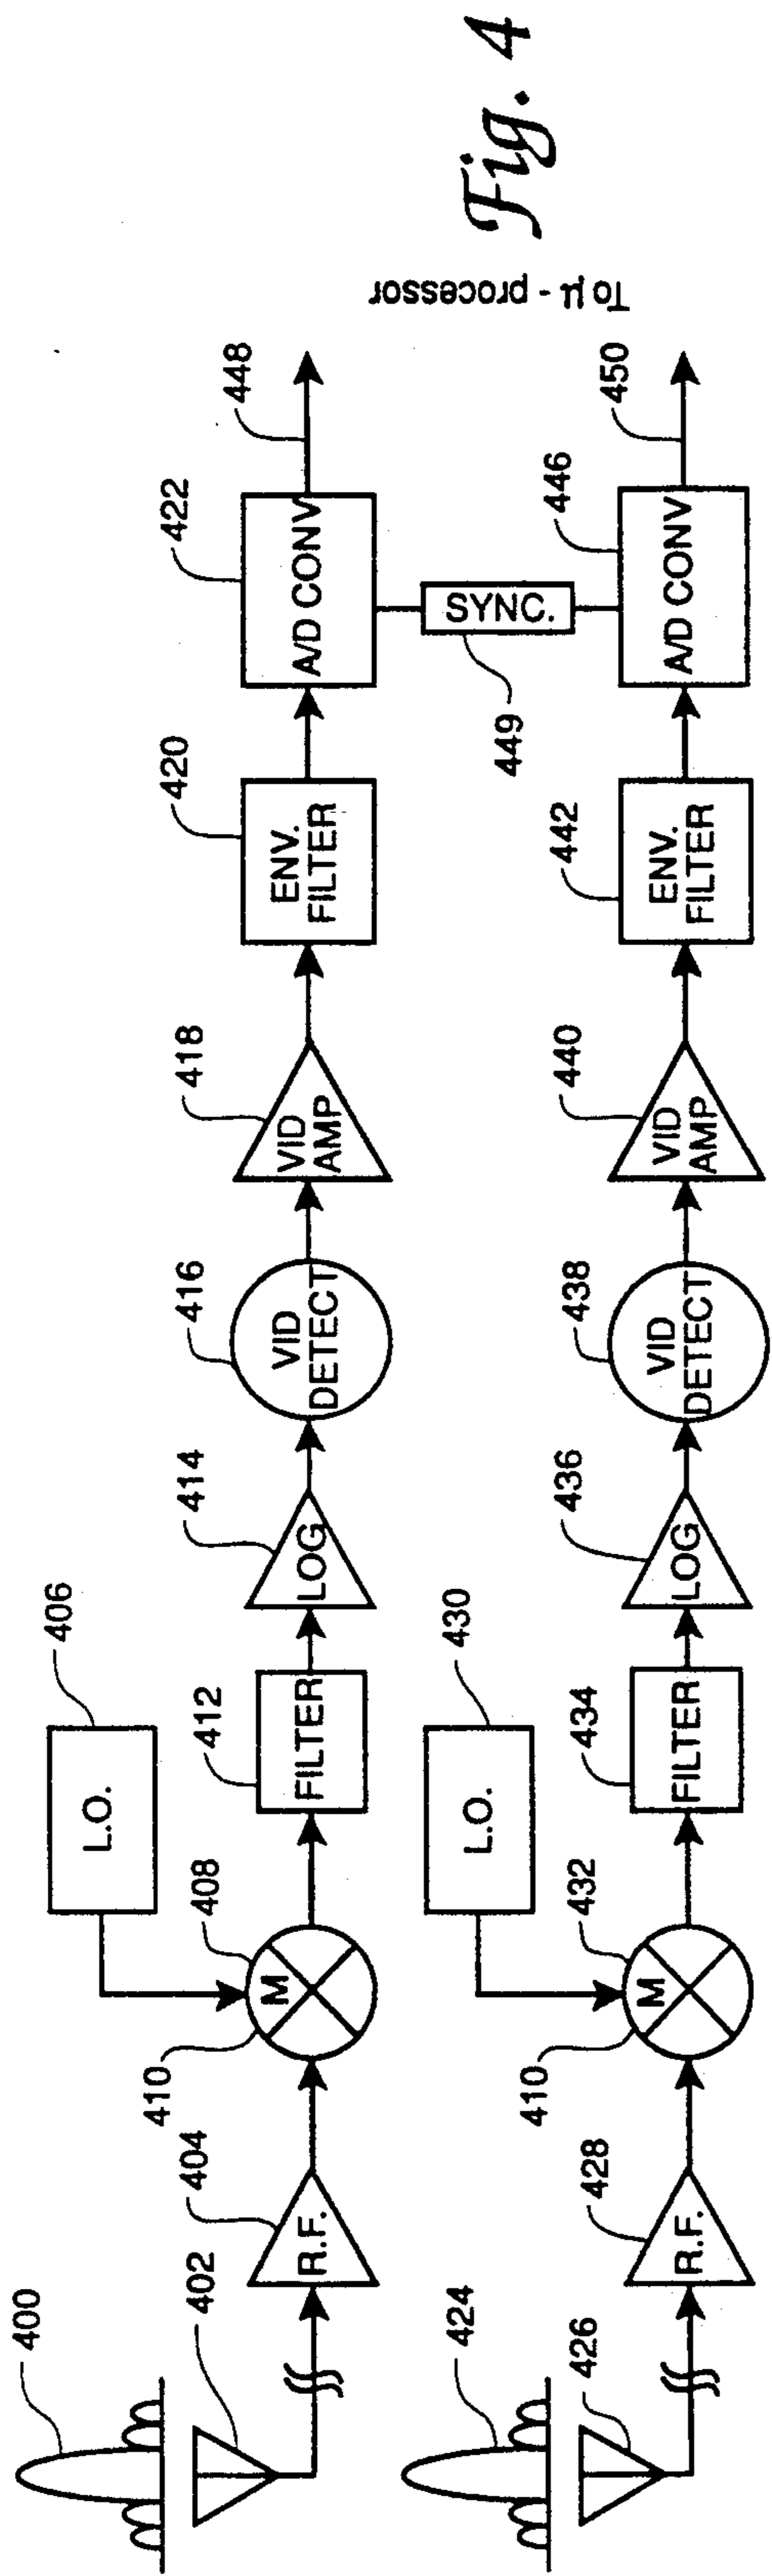 400
402
404
410
408
406
L.O.
M
R.F.
412
FILTER
414
LOG
416
VID
DETECT
418
VID
AMP
420
ENV.
FILTER
422
A/D CONV
448
SYNC.
449
To μ - processor
424
426
428
410
432
430
L.O.
M
R.F.
434
FILTER
436
LOG
438
VID
DETECT
440
VID
AMP
442
ENV.
FILTER
446
A/D CONV
450
Fig. 4